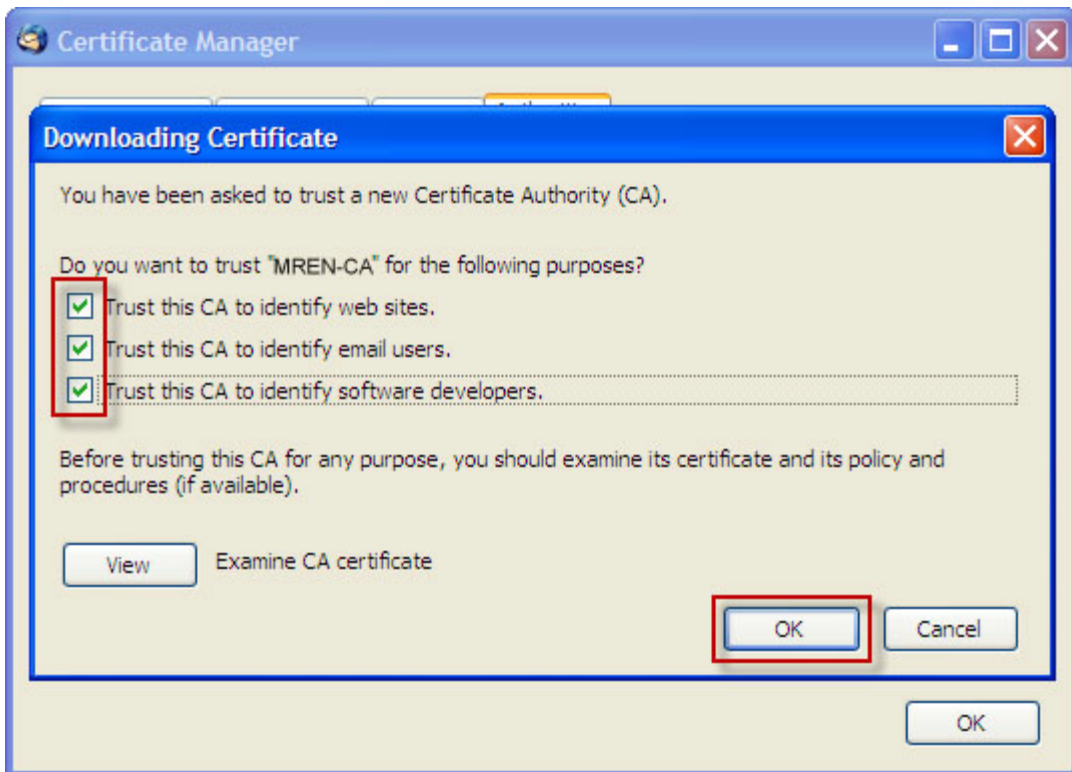 Certificate Manager
Downloading Certificate
You have been asked to trust a new Certificate Authority (CA).
Do you want to trust "MREN-CA" for the following purposes?
Trust this CA to identify web sites.
Trust this CA to identify email users.
Trust this CA to identify software developers.
Before trusting this CA for any purpose, you should examine its certificate and its policy and
procedures (if available).
View
Examine CA certificate
OK
Cancel
OK